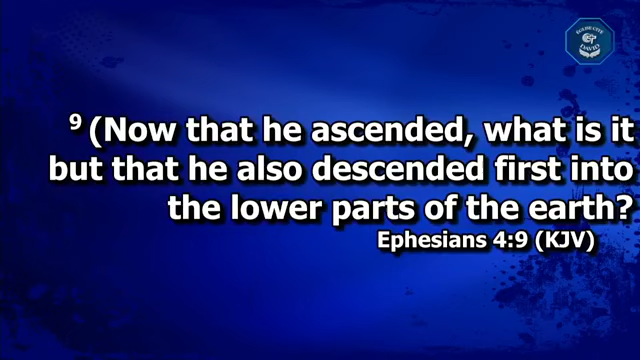 9 (Now that he ascended, what is it
but that he also descended first into
the lower parts of the earth?
Ephesians 4:9 (KJV)
DAVID